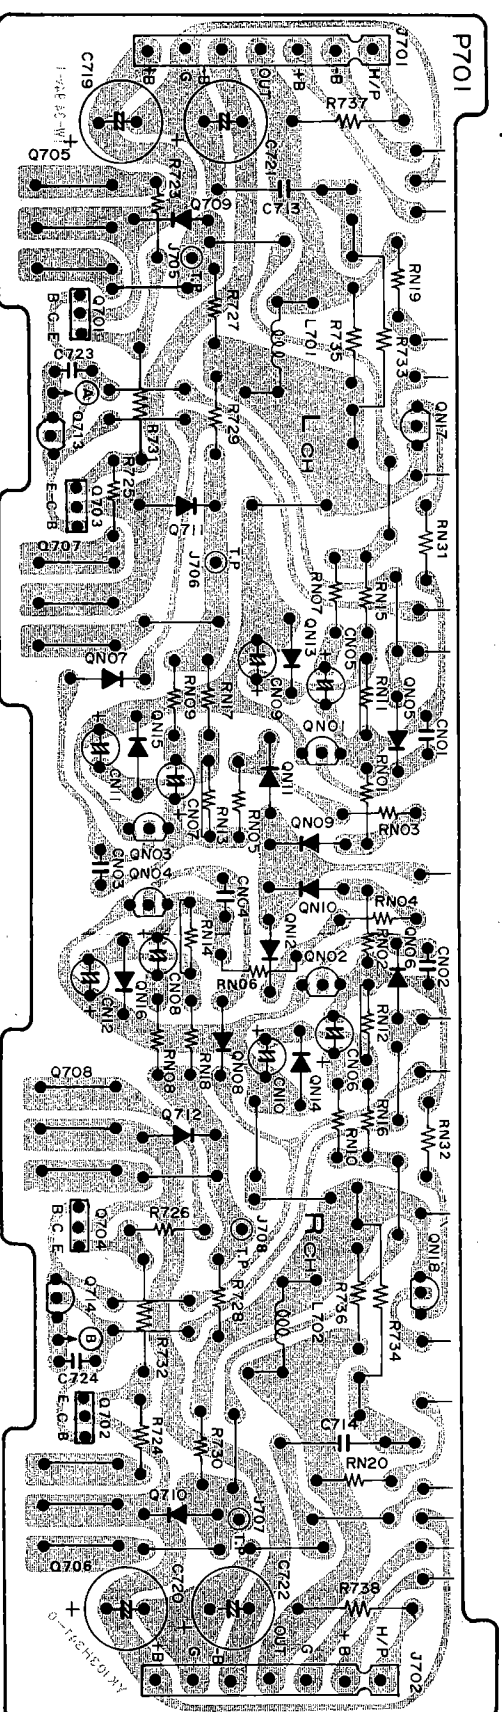 P701
J701
H/P
+B
+B
OUT
-B
G
+B
C719
R737
C721
Q705
R723
C713
Q709
J705
T.P
RN19
R727
L701
R735
R733
B C E
Q701
C723
A
Q713
R729
R731
L CH
QN17
R725
E C B
Q703
Q711
RN31
Q707
J706
T.P
RN07
RN15
QN13
CN05
QN07
CN09
RN09
RN17
RN11
QN05
QN01
CN01
QN15
CN11
CN07
RN13
RN05
QN11
RN01
RN03
QN09
QN03
CN03
QN04
CN04
QN10
RN04
RN02
QN06
RN14
QN12
QN02
CN02
RN06
CN08
CN12
QN16
RN12
CN06
RN08
RN18
QN08
CN10
QN14
Q708
RN16
RN10
RN32
Q712
R726
J708
T.P
R CH
B C E
Q704
Q714
B
C724
R732
R728
L702
R736
R734
QN18
E C B
Q702
R724
R730
C714
RN20
Q710
J707
T.P
Q706
C720
C722
R738
AK1034341-0
+B
G
-B
OUT
G
+B
H/P
J702